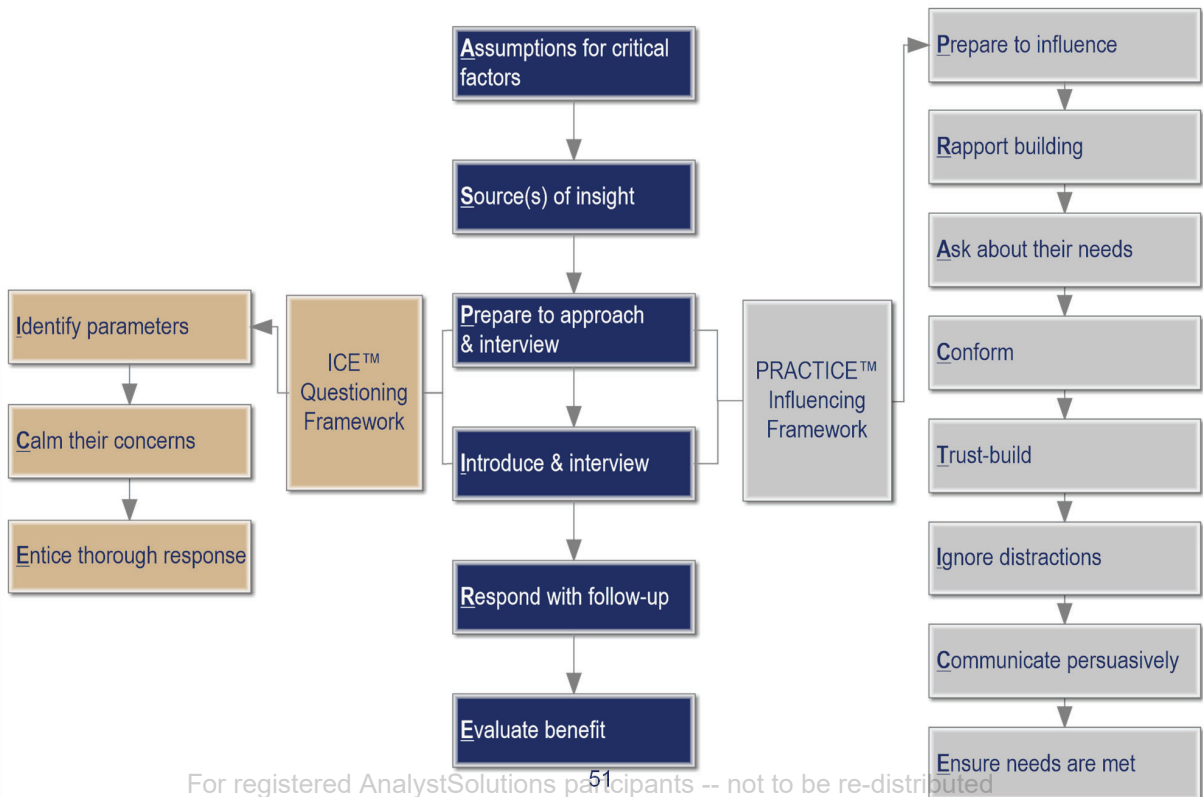 Assumptions for critical
factors
Source(s) of insight
Prepare to approach
& interview
Introduce & interview
Respond with follow-up
Evaluate benefit
ICE™
Questioning
Framework
Identify parameters
Calm their concerns
Entice thorough response
PRACTICE™
Influencing
Framework
Prepare to influence
Rapport building
Ask about their needs
Conform
Trust-build
Ignore distractions
Communicate persuasively
Ensure needs are met
51
For registered AnalystSolutions participants -- not to be re-distributed